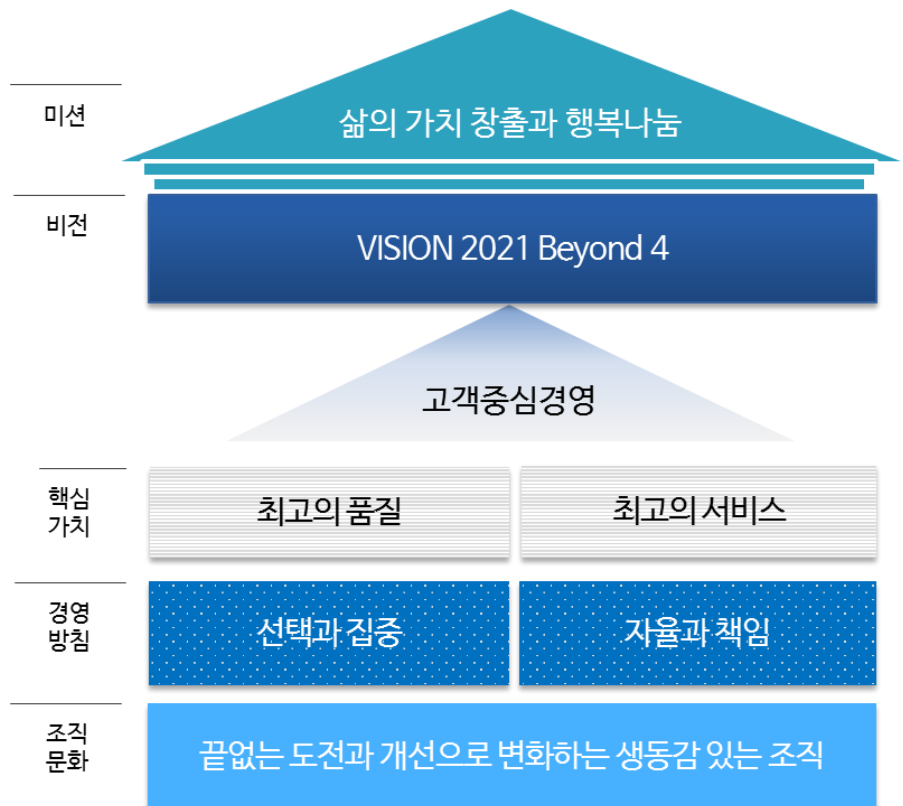 미션
삶의 가치 창출과 행복나눔
비전
VISION 2021 Beyond 4
고객중심경영
핵심
가치
최고의 품질
최고의 서비스
경영
방침
선택과 집중
자율과 책임
조직
문화
끝없는 도전과 개선으로 변화하는 생동감 있는 조직